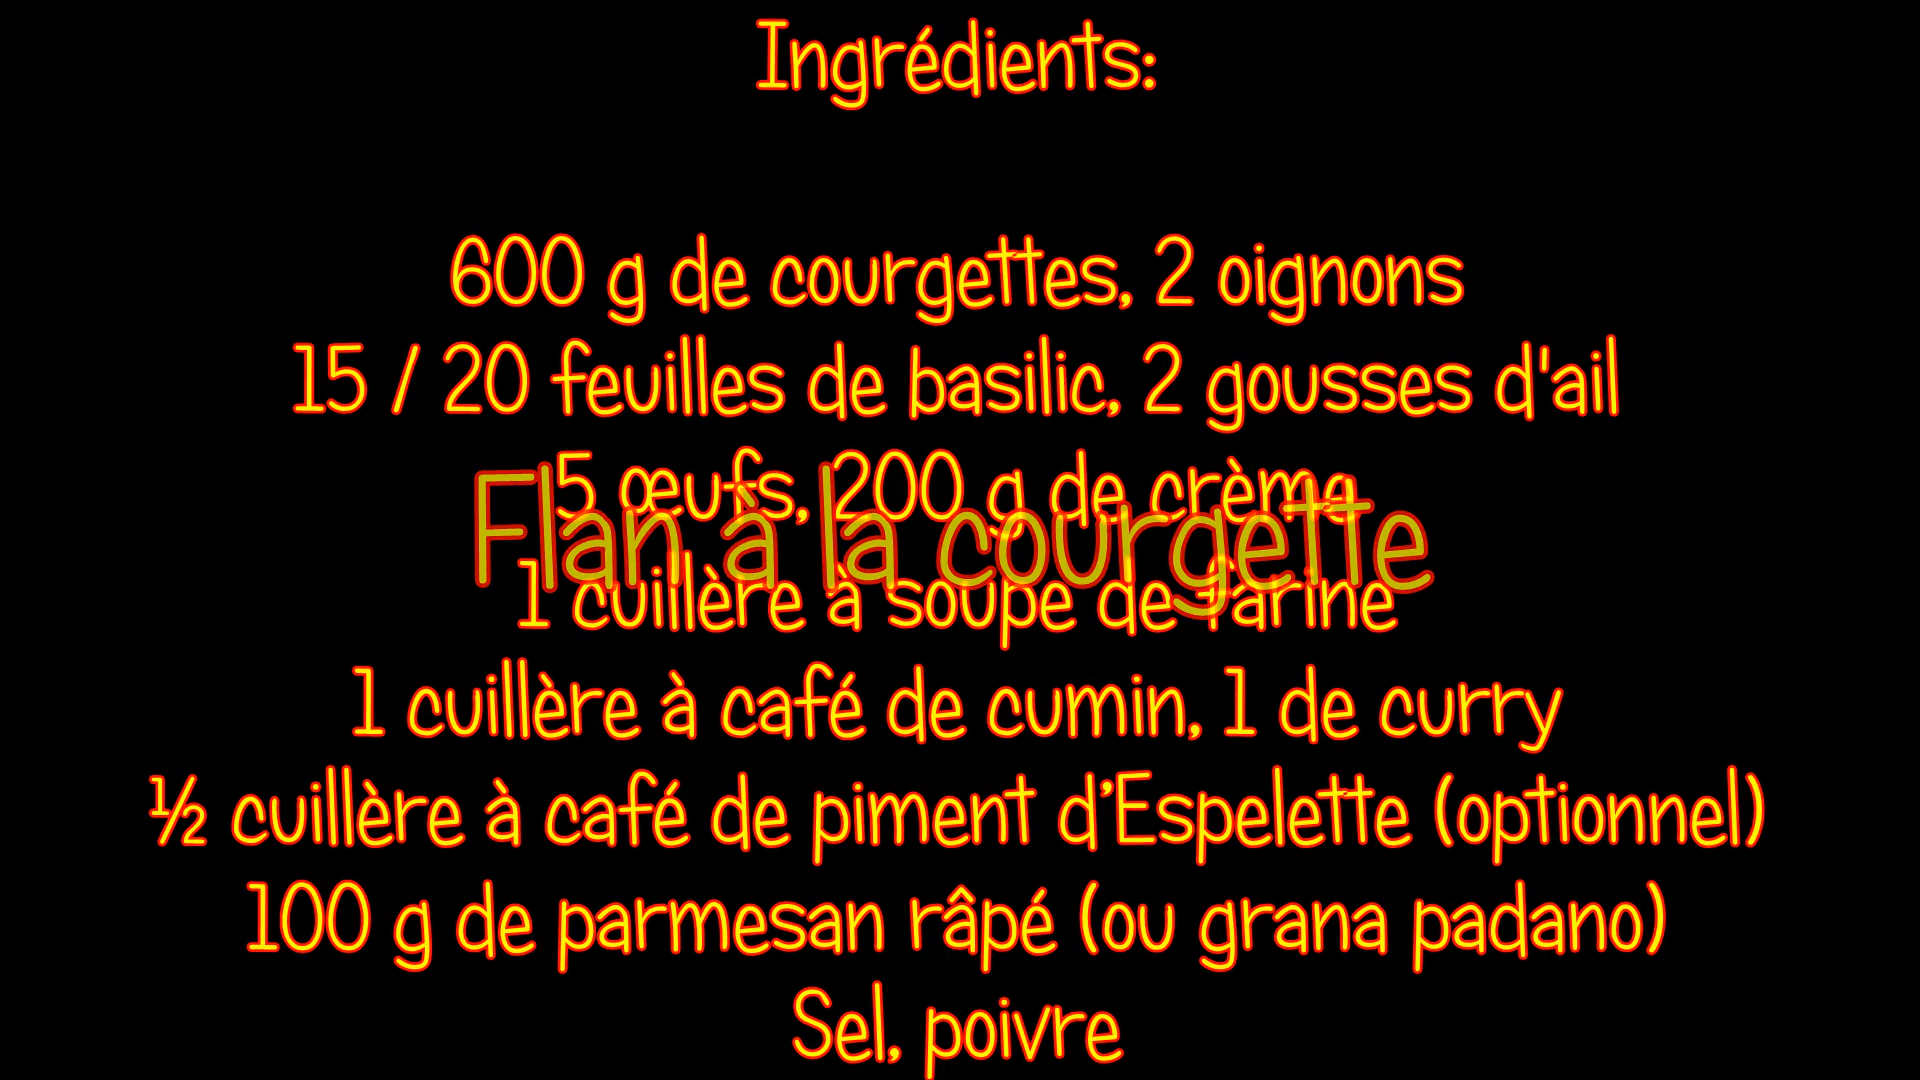 Ingrédients:
600 g de courgettes, 2 oignons
15 / 20 feuilles de basilic, 2 gousses d'ail
5 œufs, 200 g de crème
Flan à la courgette
1 cuillère à soupe de farine
1 cuillère à café de cumin, 1 de curry
½ cuillère à café de piment d’Espelette (optionnel)
100 g de parmesan râpé (ou grana padano)
Sel, poivre